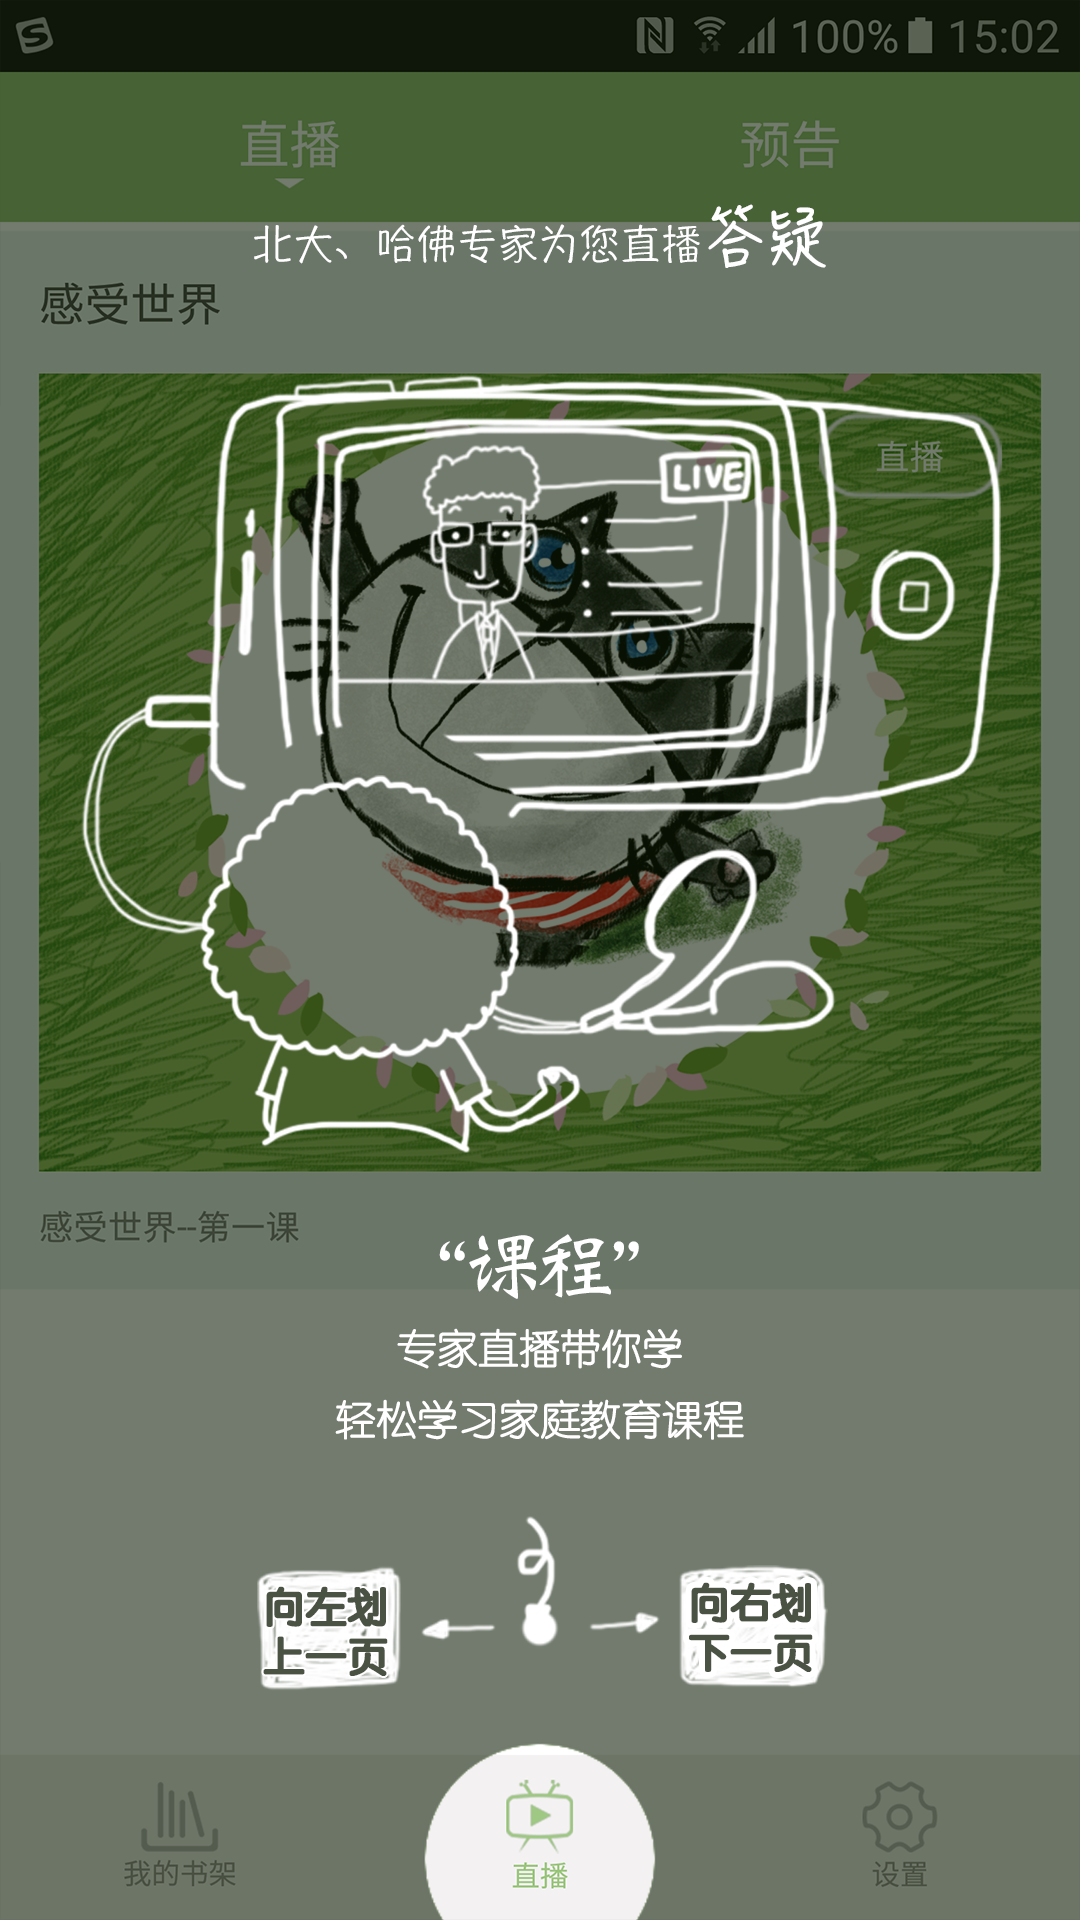 100% 15:02
直播 预告
北大、哈佛专家为您直播答疑
感受世界
直播
LIVE
感受世界--第一课
“课程”
专家直播带你学
轻松学习家庭教育课程
向左划
上一页
向右划
下一页
我的书架 直播 设置